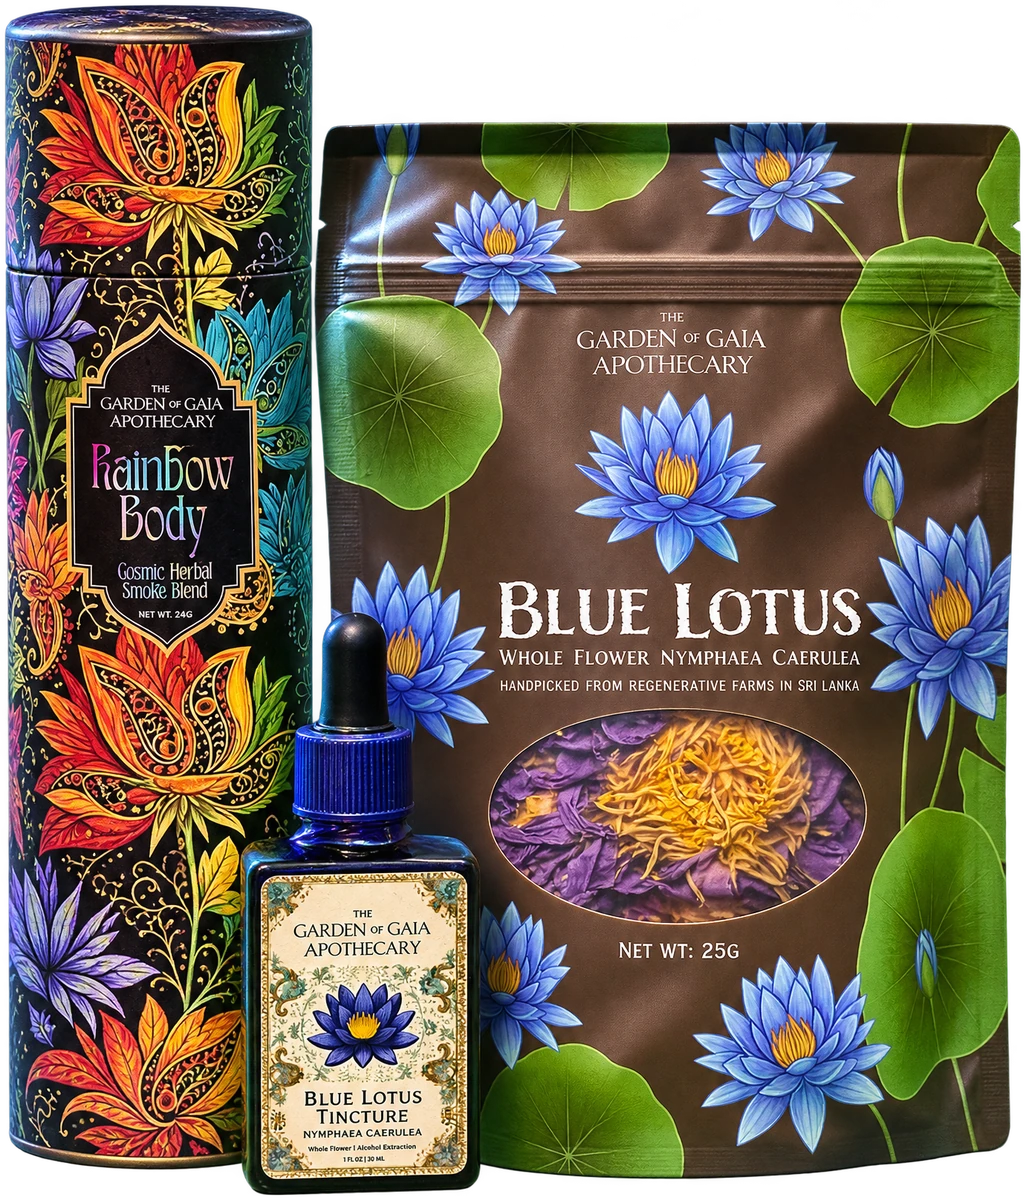 THE
GARDEN OF GAIA
APOTHECARY
Rainbow
Body
Cosmic Herbal
Smoke Blend
NET WT. 24G
THE
GARDEN OF GAIA
APOTHECARY
BLUE LOTUS
WHOLE FLOWER NYMPHAEA CAERULEA
HANDPICKED FROM REGENERATIVE FARMS IN SRI LANKA
NET WT: 25G
THE
GARDEN OF GAIA
APOTHECARY
BLUE LOTUS
TINCTURE
NYMPHAEA CAERULEA
Whole Flower | Alcohol Extraction
1 FL OZ | 30 ML